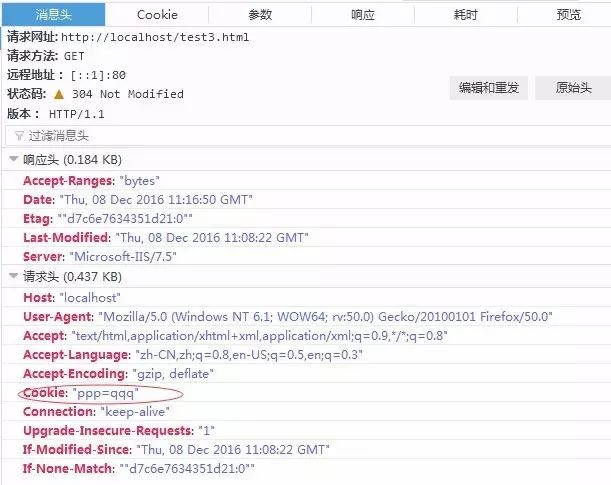 消息头 Cookie 参数 响应 耗时 预览
请求网址:http://localhost/test3.html
请求方法: GET
远程地址: [::1]:80
状态码: 304 Not Modified
编辑和重发 原始头
版本: HTTP/1.1
过滤消息头
响应头 (0.184 KB)
Accept-Ranges: "bytes"
Date: "Thu, 08 Dec 2016 11:16:50 GMT"
Etag: ""d7c6e7634351d21:0""
Last-Modified: "Thu, 08 Dec 2016 11:08:22 GMT"
Server: "Microsoft-IIS/7.5"
请求头 (0.437 KB)
Host: "localhost"
User-Agent: "Mozilla/5.0 (Windows NT 6.1; WOW64; rv:50.0) Gecko/20100101 Firefox/50.0"
Accept: "text/html,application/xhtml+xml,application/xml;q=0.9,*/*;q=0.8"
Accept-Language: "zh-CN,zh;q=0.8,en-US;q=0.5,en;q=0.3"
Accept-Encoding: "gzip, deflate"
Cookie: "ppp=qqq"
Connection: "keep-alive"
Upgrade-Insecure-Requests: "1"
If-Modified-Since: "Thu, 08 Dec 2016 11:08:22 GMT"
If-None-Match: ""d7c6e7634351d21:0""